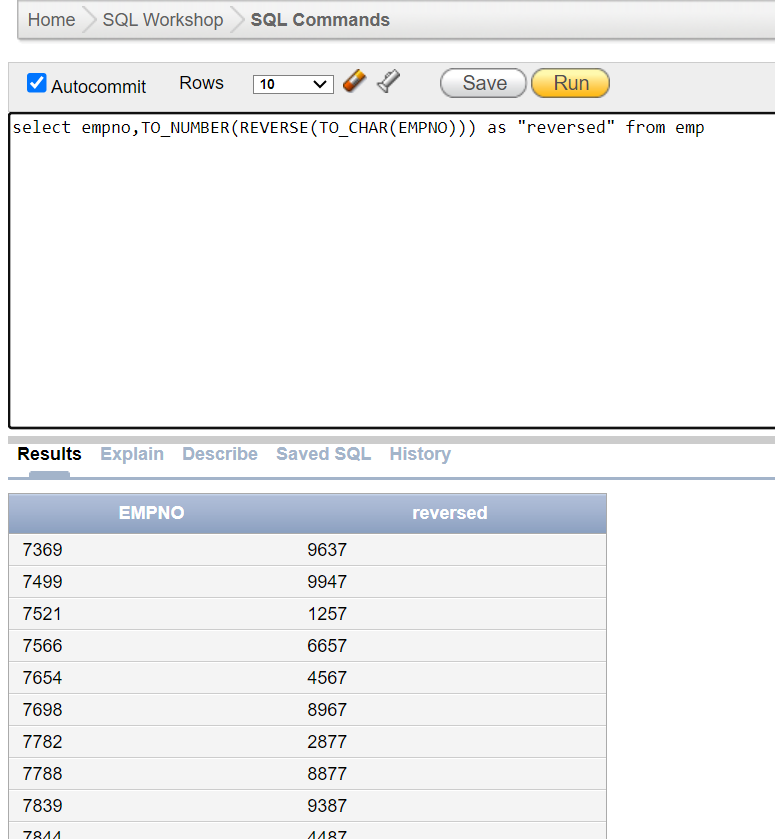 Home SQL Workshop SQL Commands
Autocommit Rows 10 Save Run
select empno,TO_NUMBER(REVERSE(TO_CHAR(EMPNO))) as "reversed" from emp
Results Explain Describe Saved SQL History
EMPNO reversed
7369 9637
7499 9947
7521 1257
7566 6657
7654 4567
7698 8967
7782 2877
7788 8877
7839 9387
7844 4487